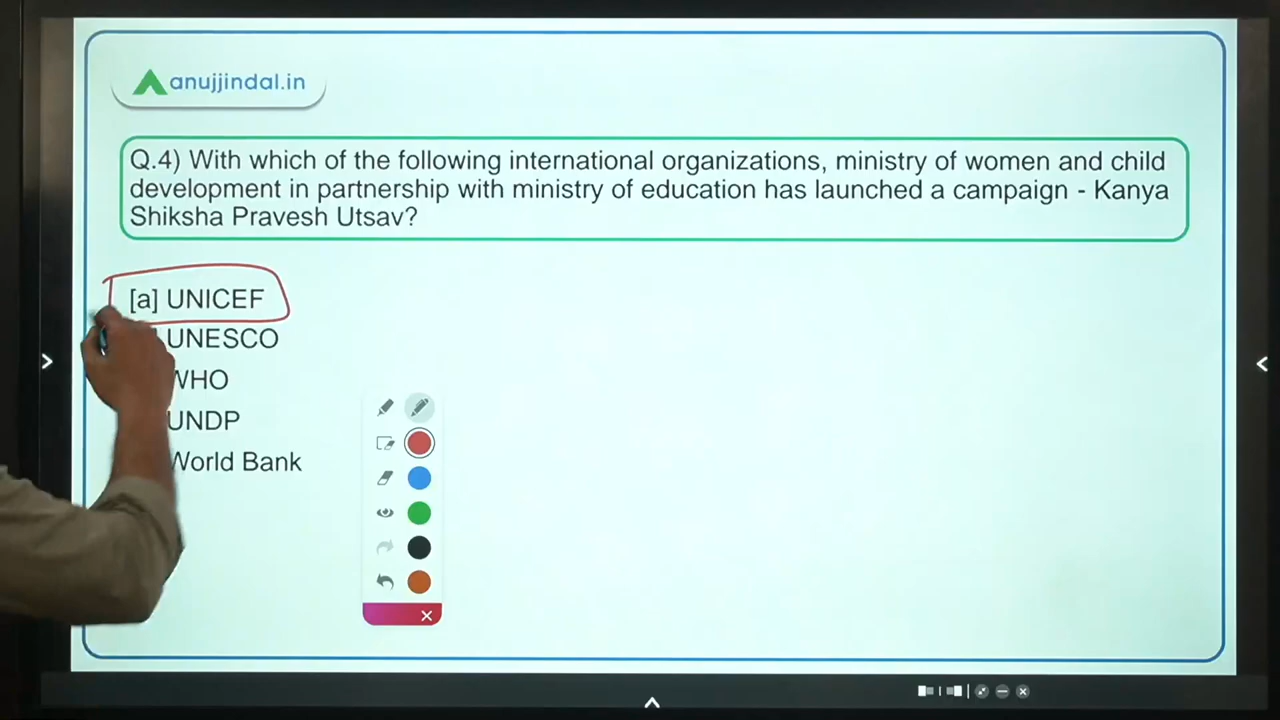 anujjindal.in
Q.4) With which of the following international organizations, ministry of women and child
development in partnership with ministry of education has launched a campaign - Kanya
Shiksha Pravesh Utsav?
[a] UNICEF
UNESCO
WHO
UNDP
World Bank